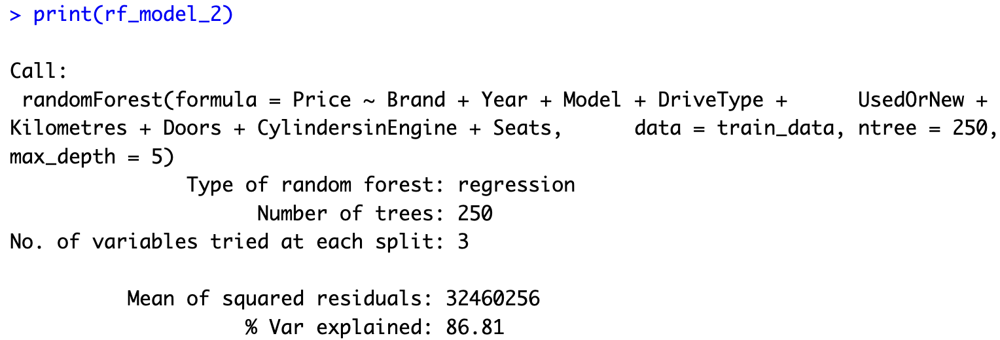 > print(rf_model_2)
Call:
randomForest(formula = Price ~ Brand + Year + Model + DriveType +      UsedOrNew +
Kilometres + Doors + CylindersinEngine + Seats,      data = train_data, ntree = 250,
max_depth = 5)
Type of random forest: regression
Number of trees: 250
No. of variables tried at each split: 3
Mean of squared residuals: 32460256
% Var explained: 86.81